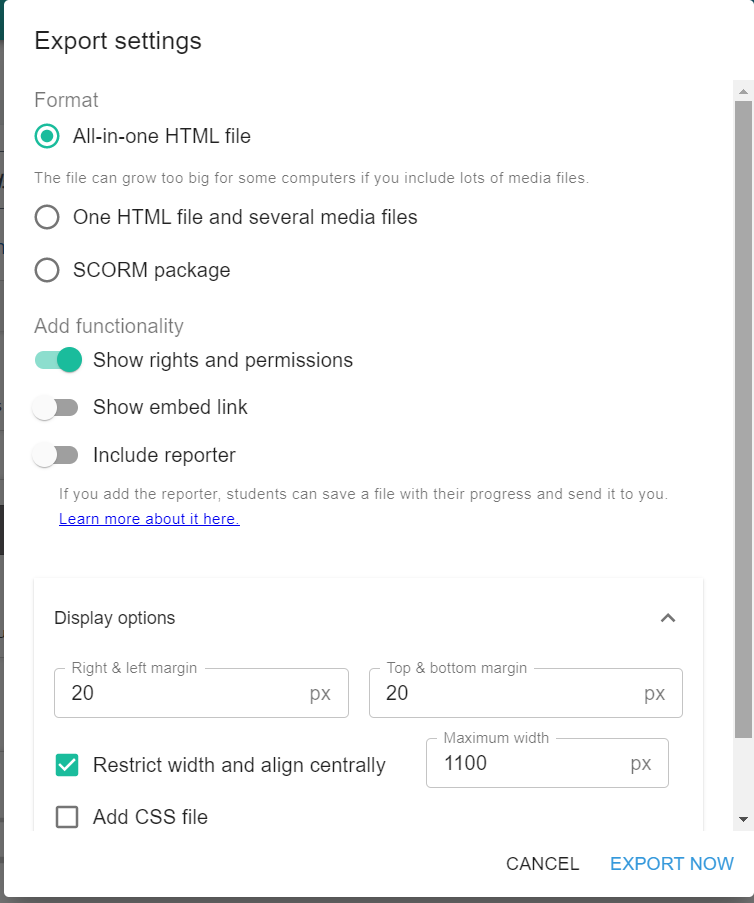 Export settings
Format
All-in-one HTML file
The file can grow too big for some computers if you include lots of media files.
One HTML file and several media files
SCORM package
Add functionality
Show rights and permissions
Show embed link
Include reporter
If you add the reporter, students can save a file with their progress and send it to you.
Learn more about it here.
Display options
Right & left margin
20 px
Top & bottom margin
20 px
Restrict width and align centrally
Maximum width
1100 px
Add CSS file
CANCEL EXPORT NOW